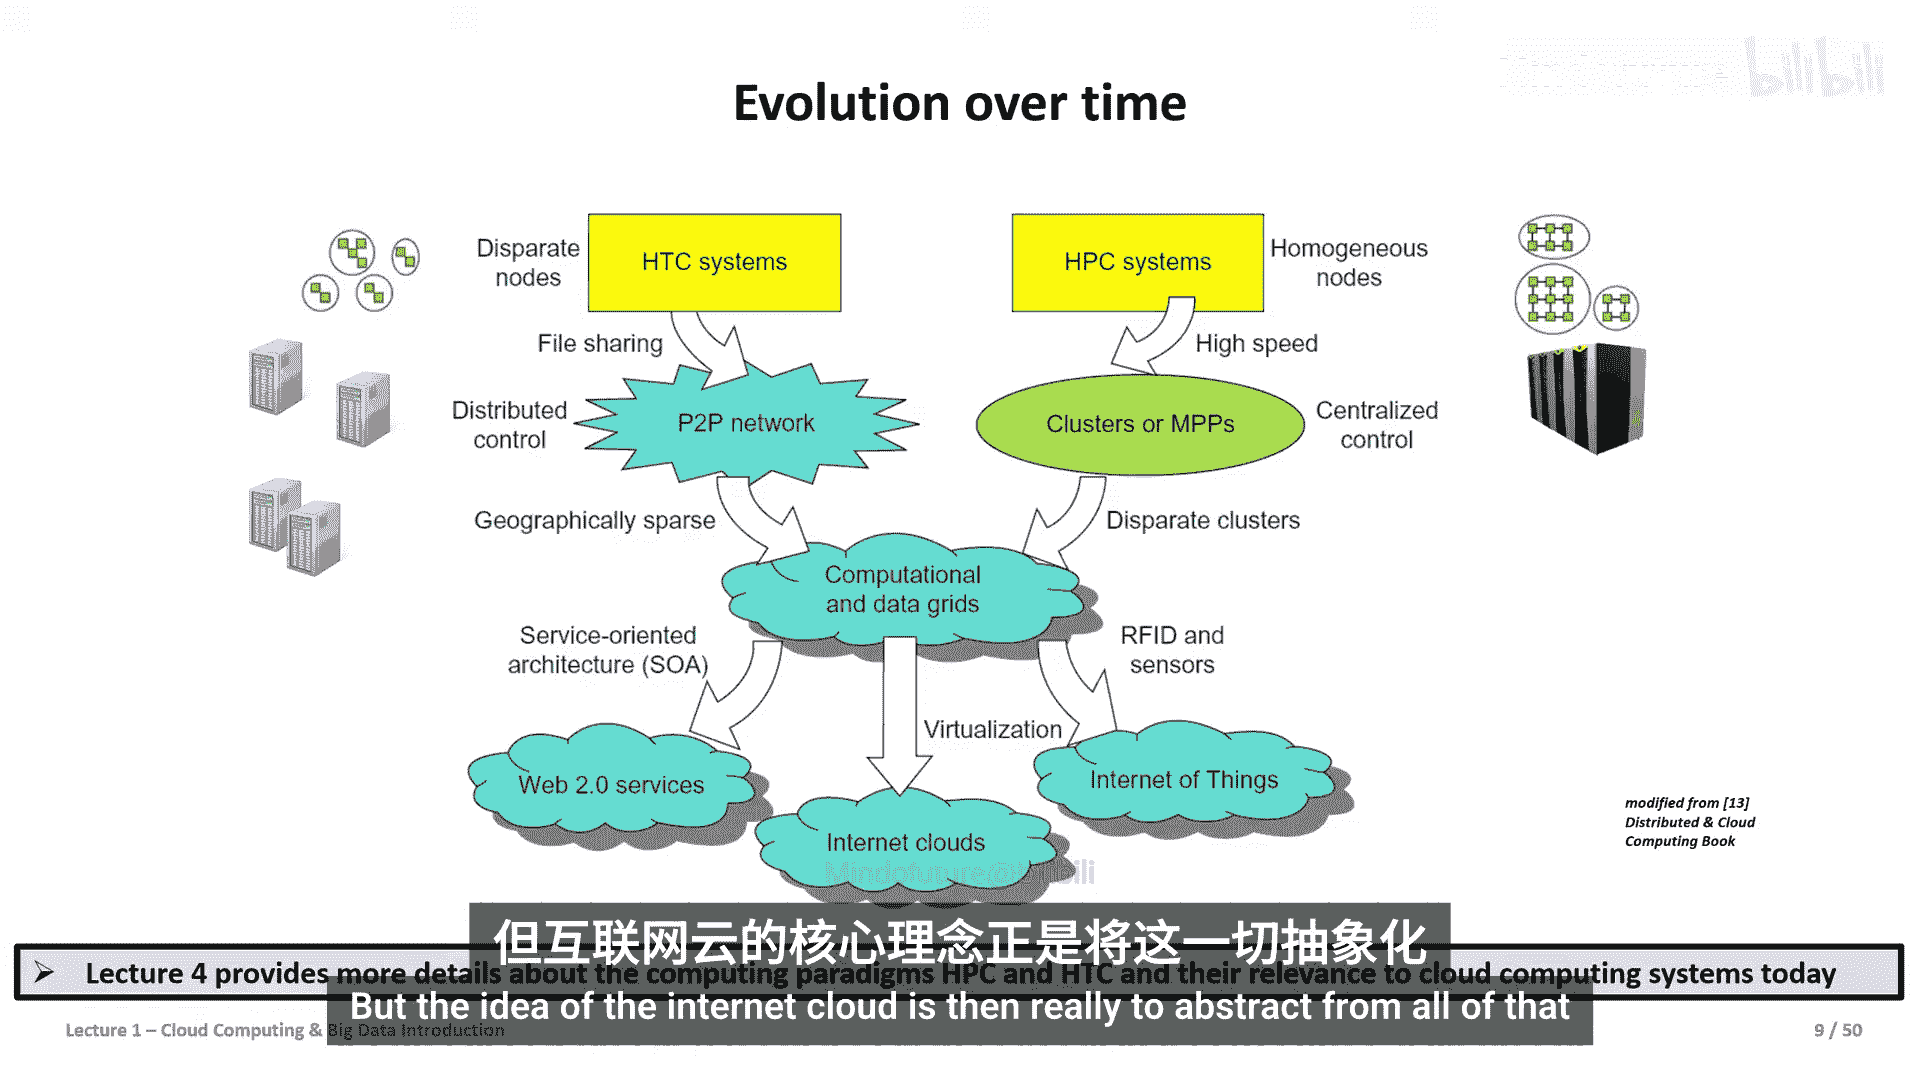 bilibili
Evolution over time
Disparate
nodes
HTC systems
HPC systems
Homogeneous
nodes
File sharing
High speed
Distributed
control
P2P network
Clusters or MPPs
Centralized
control
Geographically sparse
Disparate clusters
Computational
and data grids
Service-oriented
architecture (SOA)
RFID and
sensors
Virtualization
Web 2.0 services
Internet of Things
Internet clouds
modified from [13]
Distributed & Cloud
Computing Book
Mindofuture@bilibili
但互联网云的核心理念正是将这一切抽象化
Lecture 4 provides more details about the computing paradigms HPC and HTC and their relevance to cloud computing systems today
But the idea of the internet cloud is then really to abstract from all of that
Lecture 1 – Cloud Computing & Big Data Introduction
9 / 50